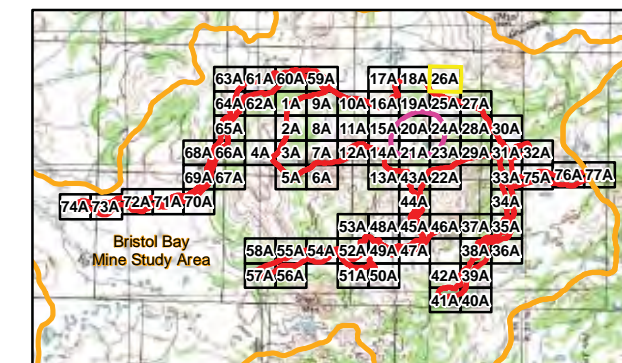 63A 61A 60A 59A 17A 18A 26A
64A 62A 1A 9A 10A 16A 19A 25A 27A
65A 2A 8A 11A 15A 20A 24A 28A 30A
68A 66A 4A 3A 7A 12A 14A 21A 23A 29A 31A 32A
69A 67A 5A 6A 13A 43A 22A 33A 75A 76A 77A
74A 73A 72A 71A 70A 44A 34A
53A 48A 45A 46A 37A 35A
Bristol Bay
Mine Study Area
58A 55A 54A 52A 49A 47A 38A 36A
57A 56A 51A 50A 42A 39A
41A 40A